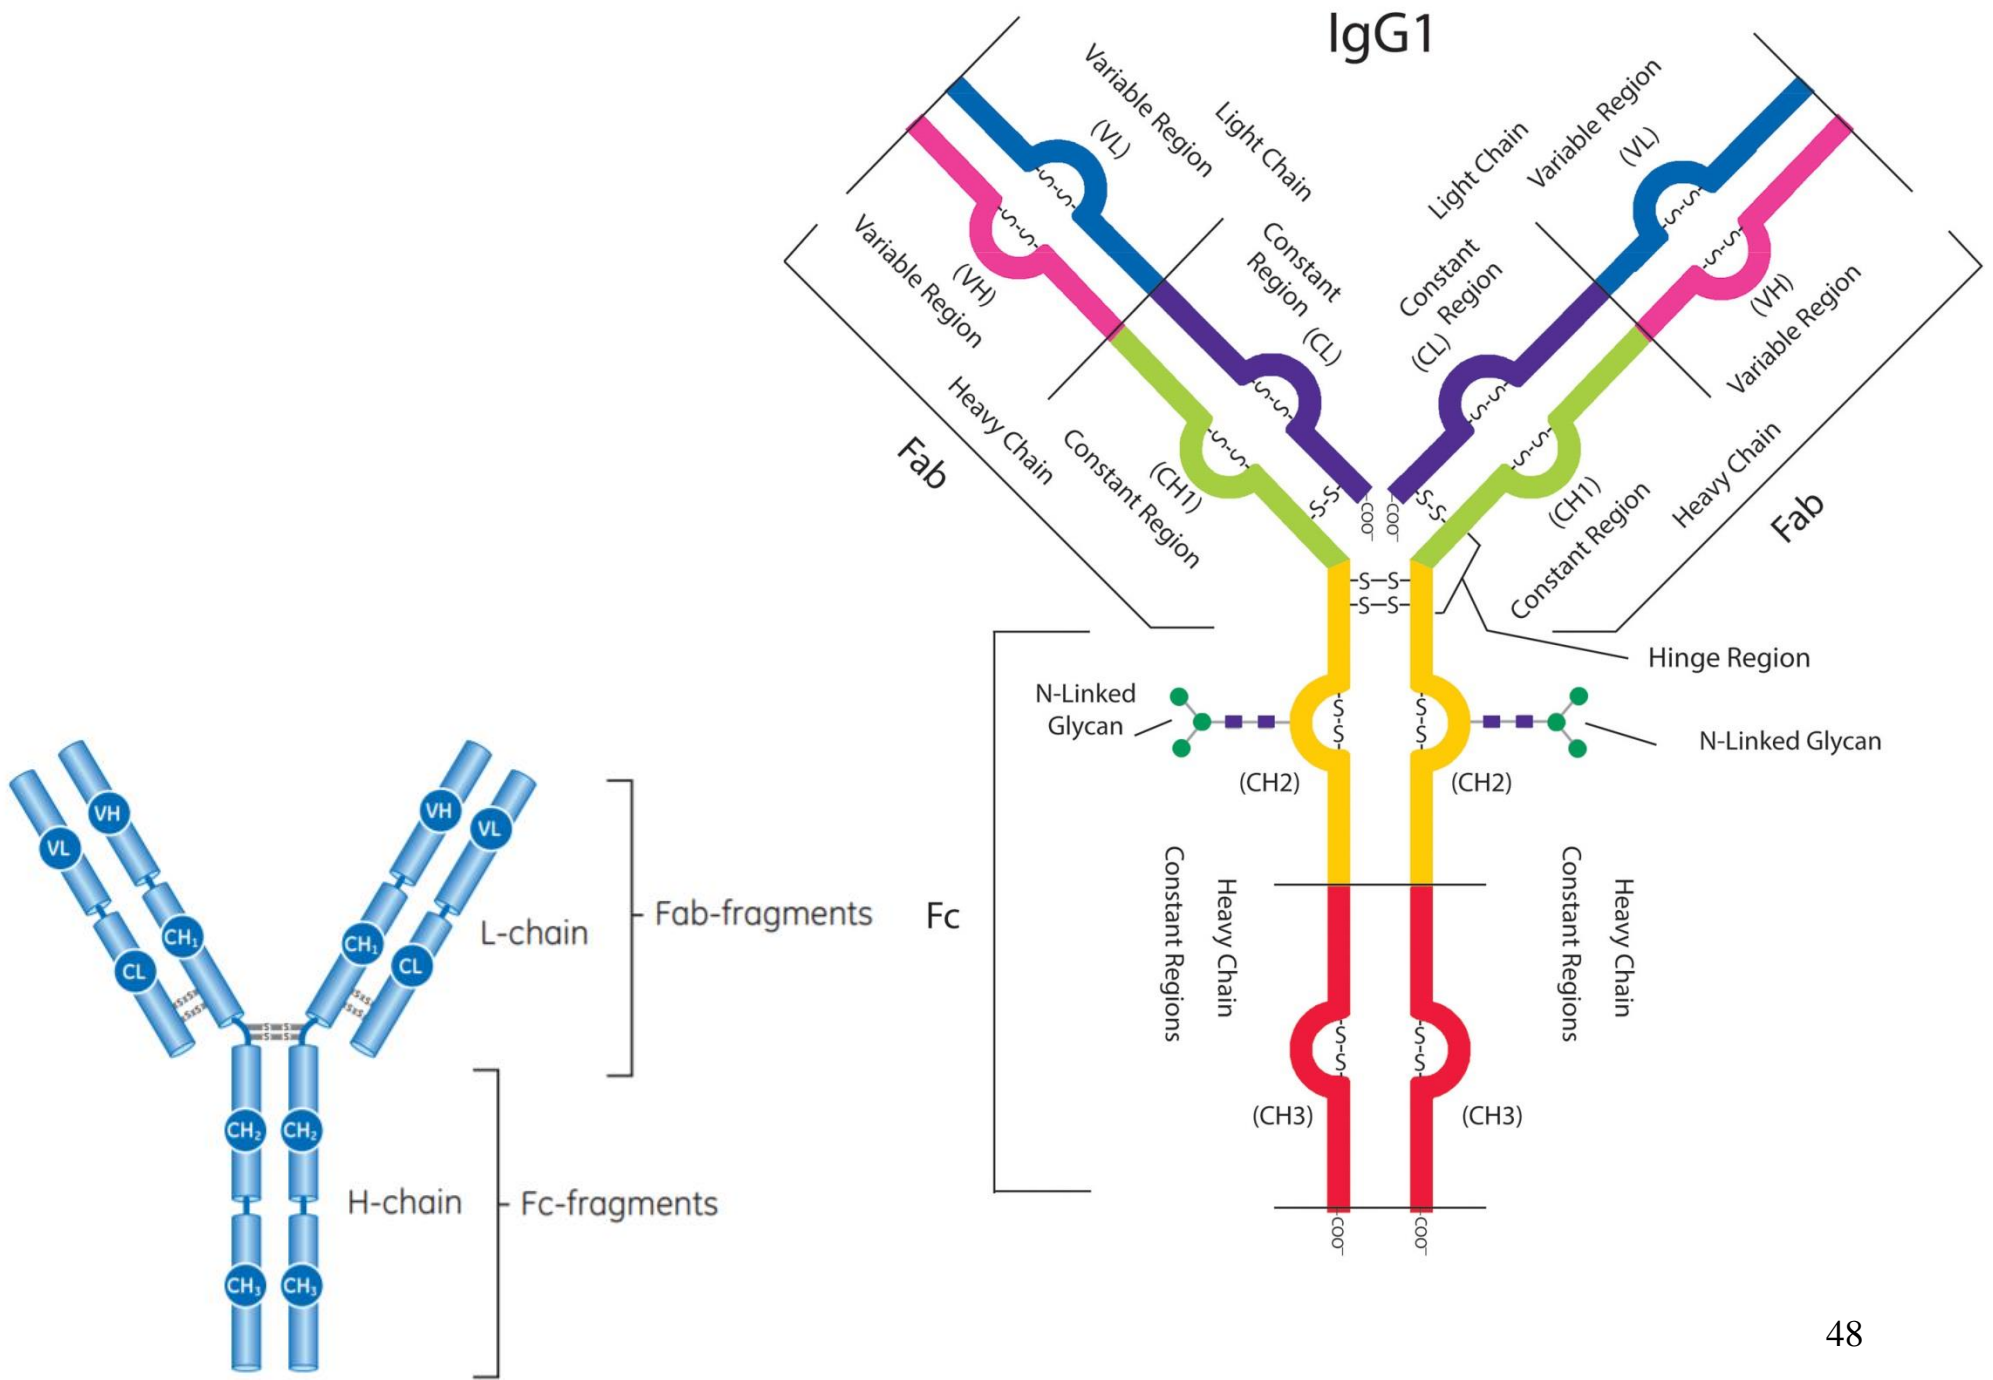 IgG1
Variable Region
(VL)
Light Chain
Variable Region
(VH)
Heavy Chain
Constant
Region
(CL)
Constant Region
(CH1)
Fab
-S-S-
-S-S-
-S-S-
-S-S-
-S-S-
-COO⁻
Light Chain
Variable Region
(VL)
Constant
Region
(CL)
(VH)
Variable Region
Heavy Chain
(CH1)
Constant Region
Fab
-S-S-
-S-S-
-S-S-
-S-S-
-S-S-
-COO⁻
-S-S-
-S-S-
Hinge Region
N-Linked
Glycan
N-Linked Glycan
S-S
S-S
(CH2)
(CH2)
Fc
Heavy Chain
Constant Regions
Constant Regions
Heavy Chain
S-S
S-S
(CH3)
(CH3)
-COO⁻
-COO⁻
VH
VL
CH₁
CL
VH
VL
CH₁
CL
L-chain
Fab-fragments
SxS
SxS
SxS
SxS
S S
S S
CH₂
CH₂
H-chain
Fc-fragments
CH₃
CH₃
48